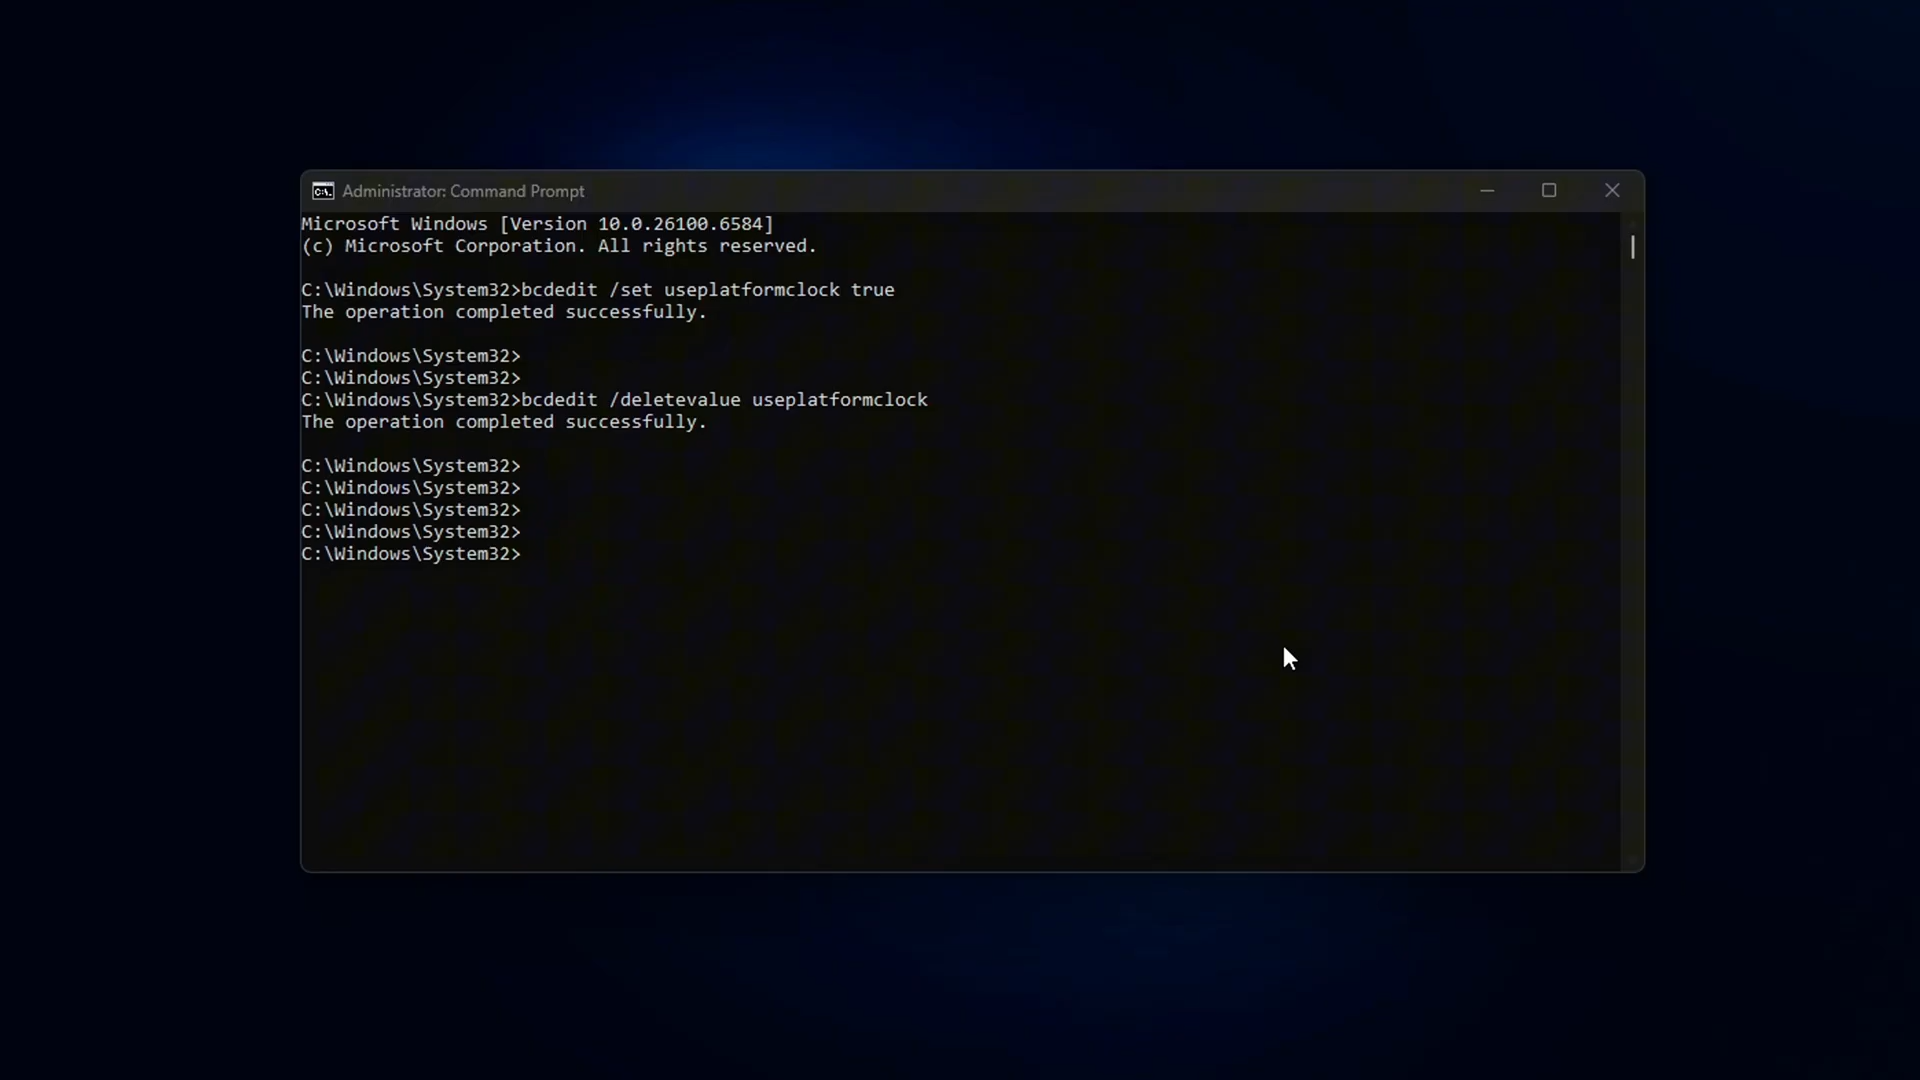 Administrator: Command Prompt
Microsoft Windows [Version 10.0.26100.6584]
(c) Microsoft Corporation. All rights reserved.
C:\Windows\System32>bcdedit /set useplatformclock true
The operation completed successfully.
C:\Windows\System32>
C:\Windows\System32>
C:\Windows\System32>bcdedit /deletevalue useplatformclock
The operation completed successfully.
C:\Windows\System32>
C:\Windows\System32>
C:\Windows\System32>
C:\Windows\System32>
C:\Windows\System32>